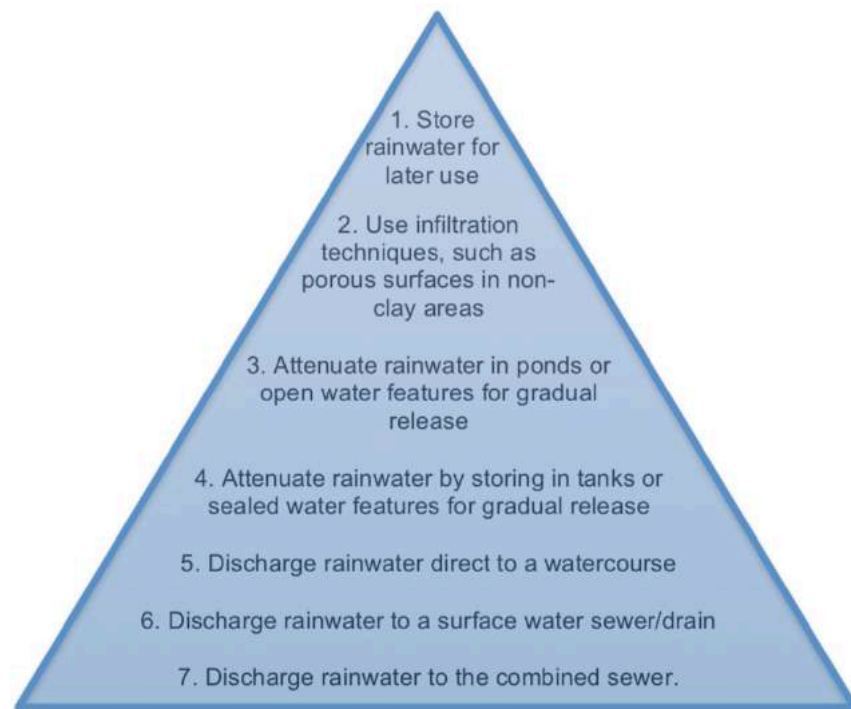 1. Store
rainwater for
later use
2. Use infiltration
techniques, such as
porous surfaces in non-
clay areas
3. Attenuate rainwater in ponds or
open water features for gradual
release
4. Attenuate rainwater by storing in tanks or
sealed water features for gradual release
5. Discharge rainwater direct to a watercourse
6. Discharge rainwater to a surface water sewer/drain
7. Discharge rainwater to the combined sewer.